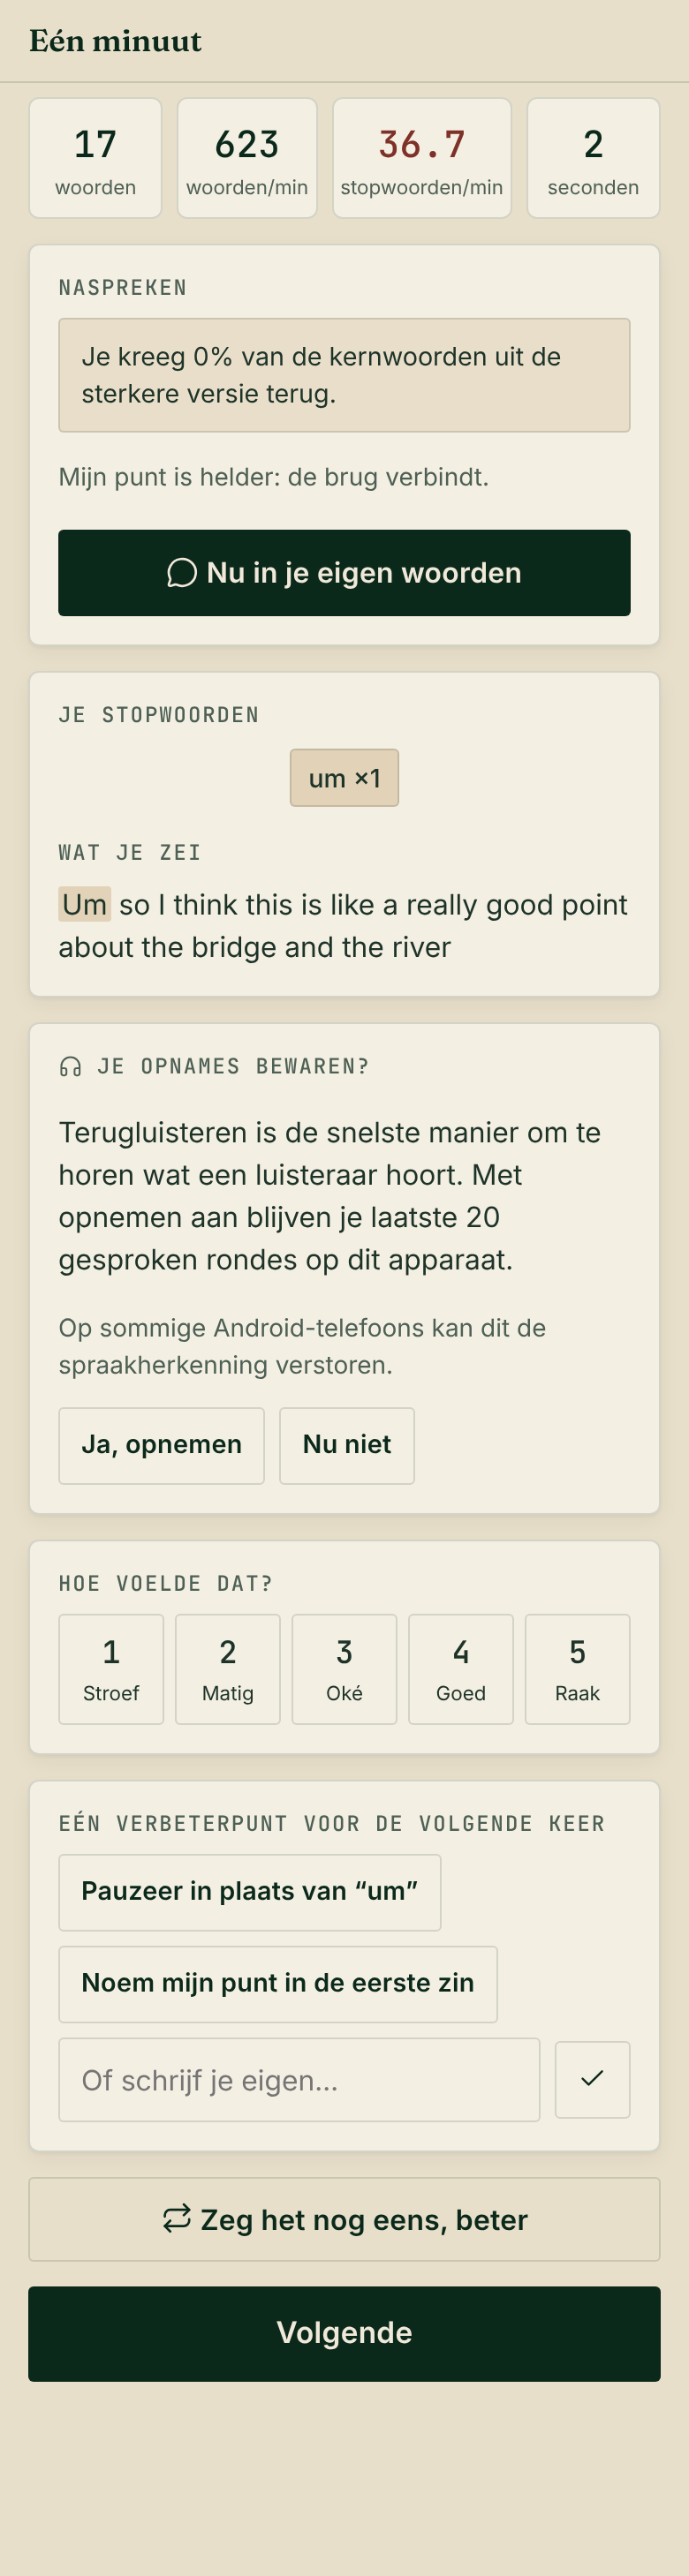 Eén minuut
17
woorden
623
woorden/min
36.7
stopwoorden/min
2
seconden
NASPREKEN
Je kreeg 0% van de kernwoorden uit de
sterkere versie terug.
Mijn punt is helder: de brug verbindt.
Nu in je eigen woorden
JE STOPWOORDEN
um ×1
WAT JE ZEI
Um so I think this is like a really good point
about the bridge and the river
JE OPNAMES BEWAREN?
Terugluisteren is de snelste manier om te
horen wat een luisteraar hoort. Met
opnemen aan blijven je laatste 20
gesproken rondes op dit apparaat.
Op sommige Android-telefoons kan dit de
spraakherkenning verstoren.
Ja, opnemen
Nu niet
HOE VOELDE DAT?
1
Stroef
2
Matig
3
Oké
4
Goed
5
Raak
EÉN VERBETERPUNT VOOR DE VOLGENDE KEER
Pauzeer in plaats van “um”
Noem mijn punt in de eerste zin
Of schrijf je eigen…
Zeg het nog eens, beter
Volgende